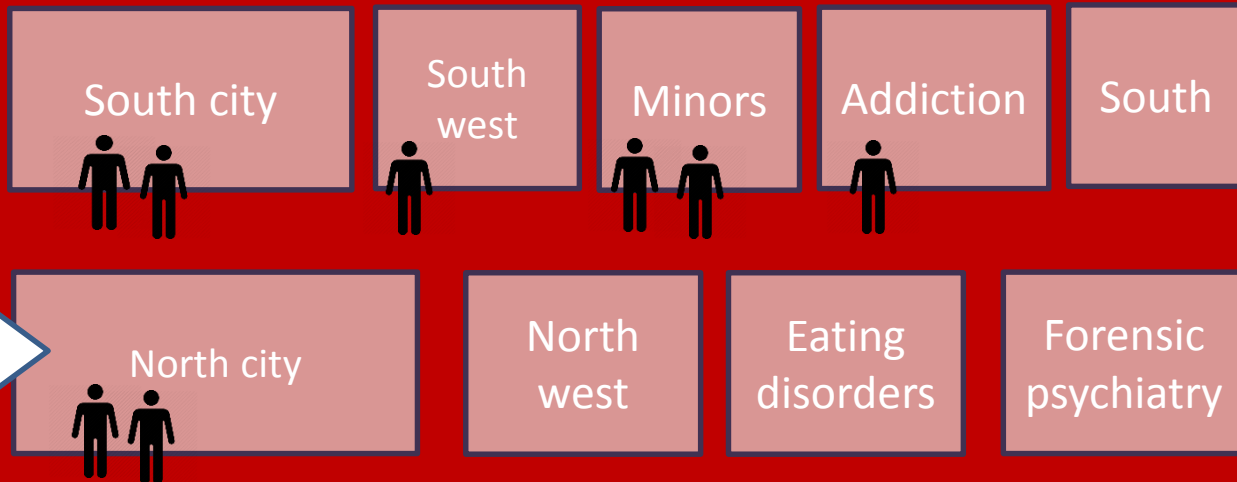 South city
South
west
Minors
Addiction
South
North city
North
west
Eating
disorders
Forensic
psychiatry